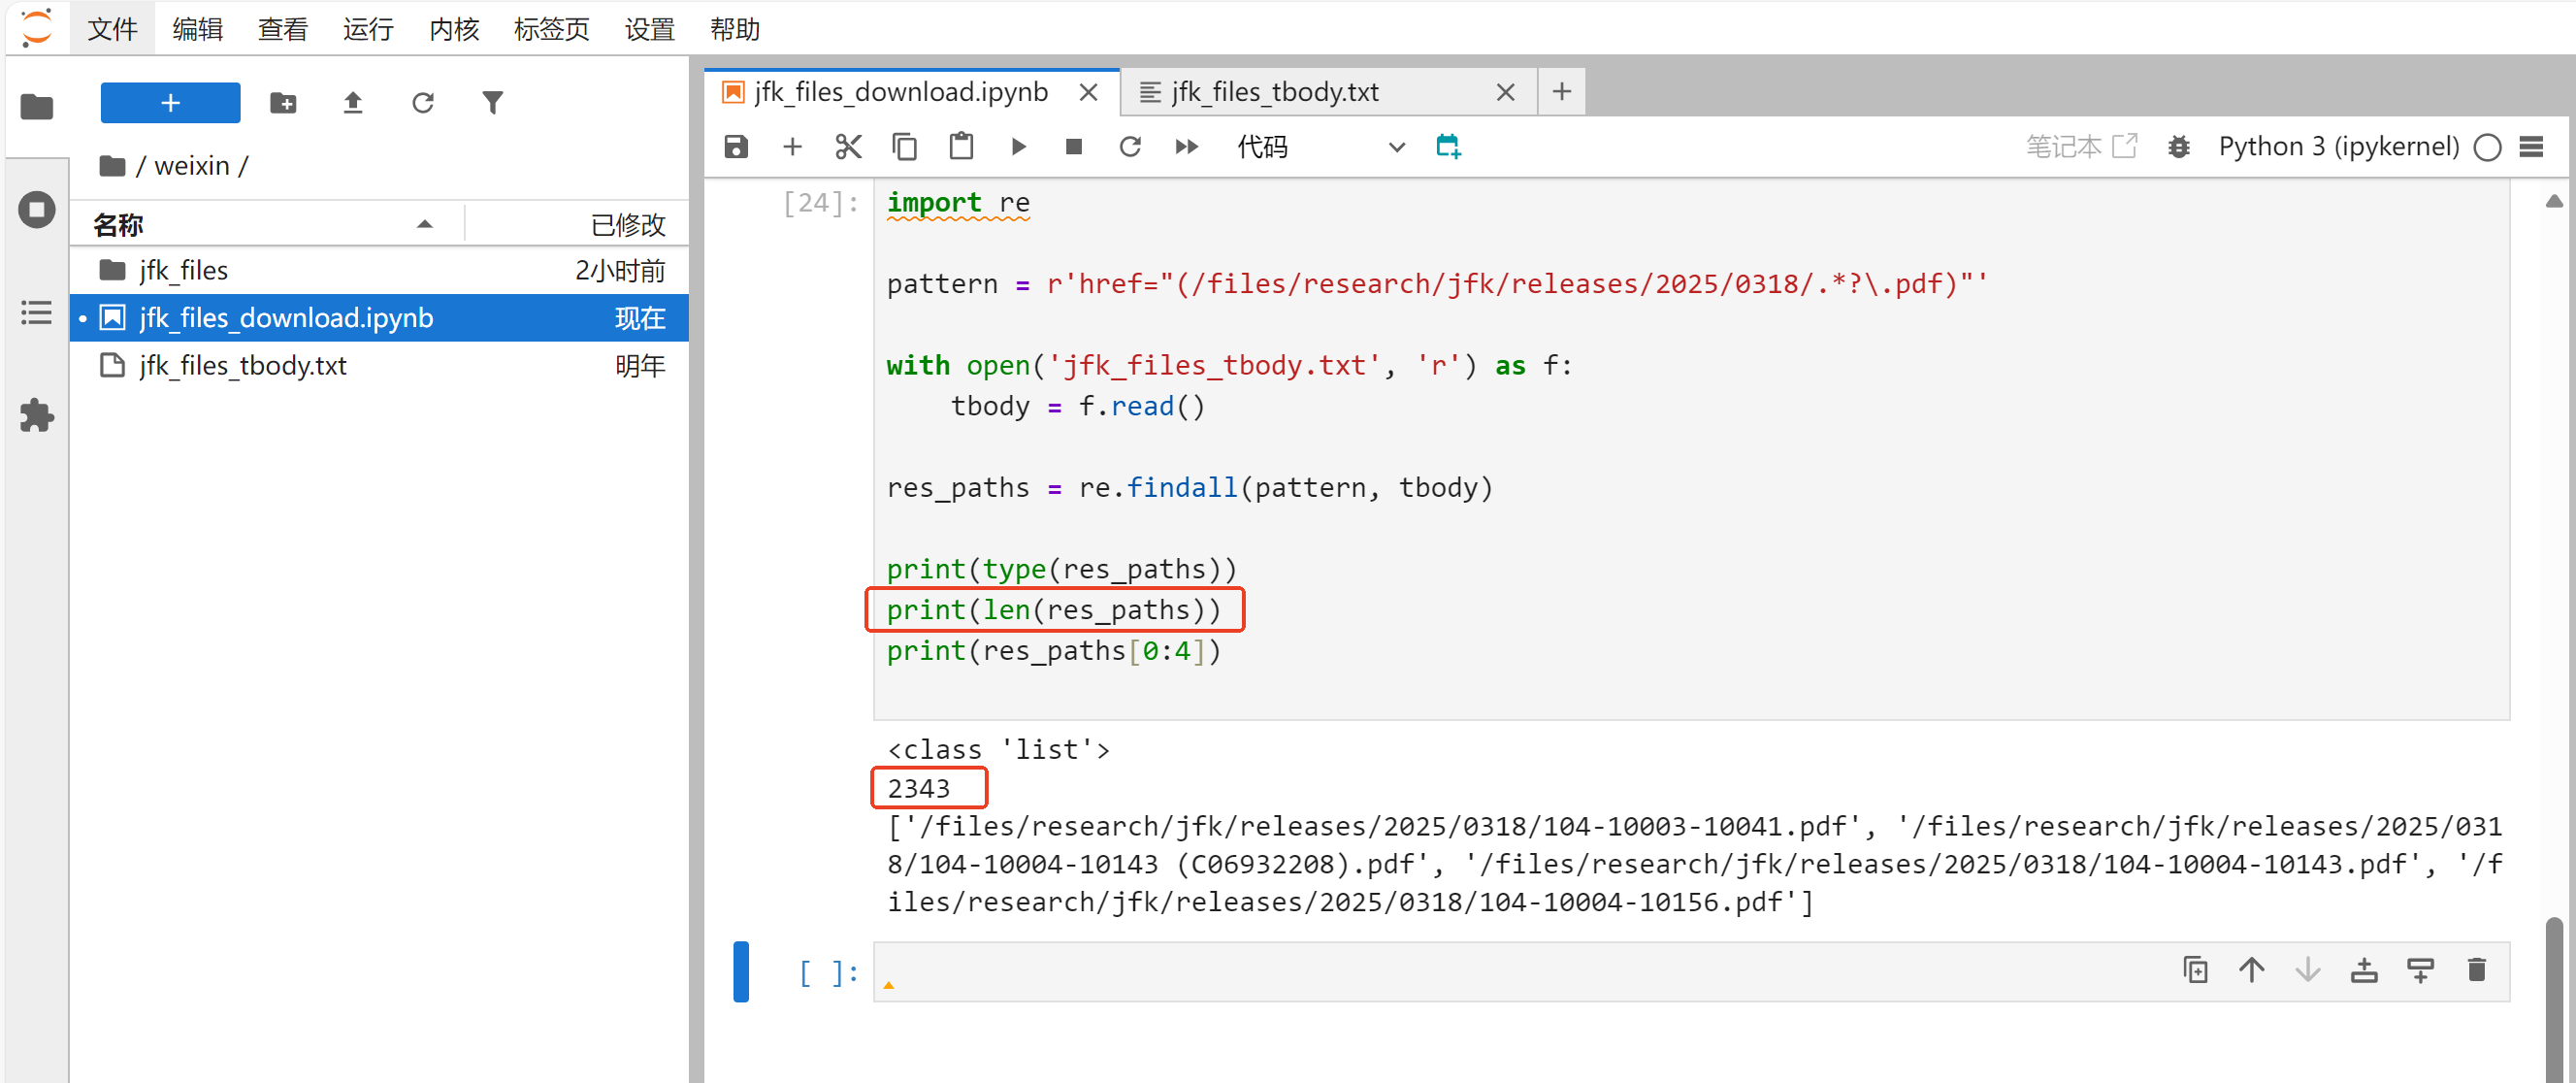 文件 编辑 查看 运行 内核 标签页 设置 帮助
+
/ weixin /
名称 已修改
jfk_files 2小时前
jfk_files_download.ipynb 现在
jfk_files_tbody.txt 明年
jfk_files_download.ipynb jfk_files_tbody.txt
代码 笔记本 Python 3 (ipykernel)
[24]: import re
pattern = r'href="(/files/research/jfk/releases/2025/0318/.*?\.pdf)"'
with open('jfk_files_tbody.txt', 'r') as f:
    tbody = f.read()
res_paths = re.findall(pattern, tbody)
print(type(res_paths))
print(len(res_paths))
print(res_paths[0:4])
<class 'list'>
2343
['/files/research/jfk/releases/2025/0318/104-10003-10041.pdf', '/files/research/jfk/releases/2025/031
8/104-10004-10143 (C06932208).pdf', '/files/research/jfk/releases/2025/0318/104-10004-10143.pdf', '/f
iles/research/jfk/releases/2025/0318/104-10004-10156.pdf']
[ ]: